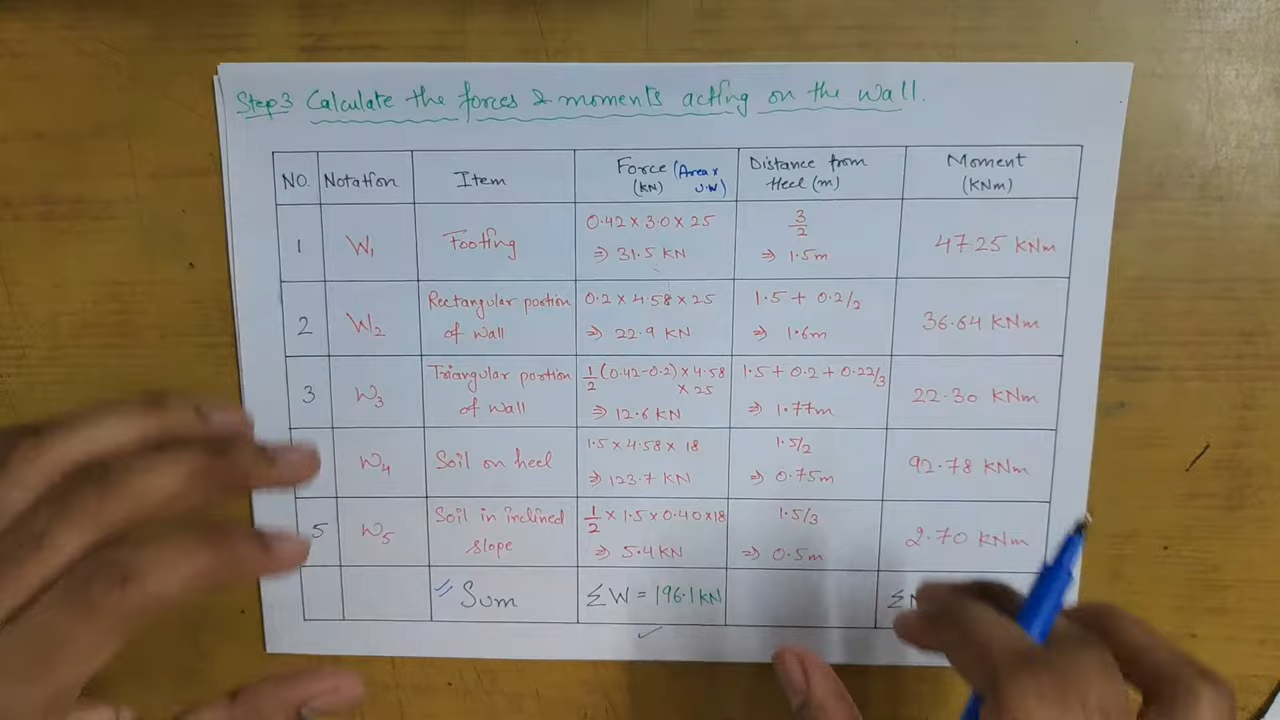 Step3 Calculate the forces & moments acting on the wall.
NO. Notation Item Force (Area x U.W) (KN) Distance from Heel (m) Moment (KNm)
1 W₁ Footing 0.42 x 3.0 x 25 3/2 47.25 KNm
⇒ 31.5 KN ⇒ 1.5m
2 W₂ Rectangular portion 0.2 x 4.58 x 25 1.5 + 0.2/2 36.64 KNm
of wall ⇒ 22.9 KN ⇒ 1.6m
3 W₃ Triangular portion 1/2 (0.42-0.2) x 4.58 1.5 + 0.2 + 0.22/3 22.30 KNm
of wall x 25
⇒ 12.6 KN ⇒ 1.77m
W₄ Soil on heel 1.5 x 4.58 x 18 1.5/2 92.78 KNm
⇒ 123.7 KN ⇒ 0.75m
5 W₅ Soil in inclined 1/2 x 1.5 x 0.40 x 18 1.5/3 2.70 KNm
slope ⇒ 5.4 KN ⇒ 0.5m
Sum ΣW = 196.1 KN Σ